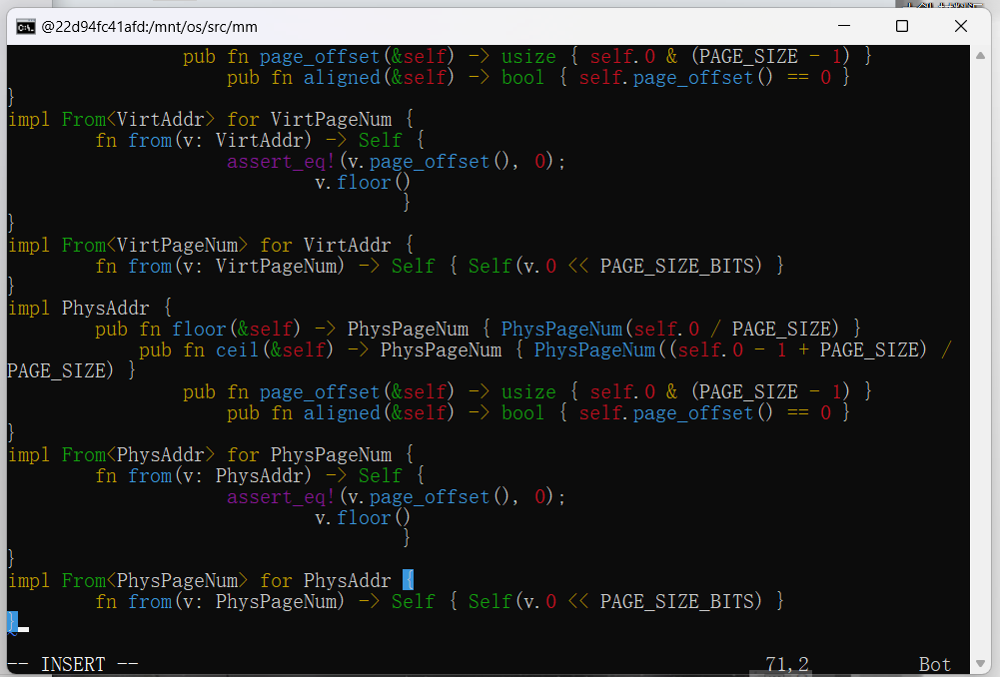 @22d94fc41afd:/mnt/os/src/mm
pub fn page_offset(&self) -> usize { self.0 & (PAGE_SIZE - 1) }
pub fn aligned(&self) -> bool { self.page_offset() == 0 }
}
impl From<VirtAddr> for VirtPageNum {
fn from(v: VirtAddr) -> Self {
assert_eq!(v.page_offset(), 0);
v.floor()
}
}
impl From<VirtPageNum> for VirtAddr {
fn from(v: VirtPageNum) -> Self { Self(v.0 << PAGE_SIZE_BITS) }
}
impl PhysAddr {
pub fn floor(&self) -> PhysPageNum { PhysPageNum(self.0 / PAGE_SIZE) }
pub fn ceil(&self) -> PhysPageNum { PhysPageNum((self.0 - 1 + PAGE_SIZE) /
PAGE_SIZE) }
pub fn page_offset(&self) -> usize { self.0 & (PAGE_SIZE - 1) }
pub fn aligned(&self) -> bool { self.page_offset() == 0 }
}
impl From<PhysAddr> for PhysPageNum {
fn from(v: PhysAddr) -> Self {
assert_eq!(v.page_offset(), 0);
v.floor()
}
}
impl From<PhysPageNum> for PhysAddr {
fn from(v: PhysPageNum) -> Self { Self(v.0 << PAGE_SIZE_BITS) }
}
-- INSERT -- 71,2 Bot